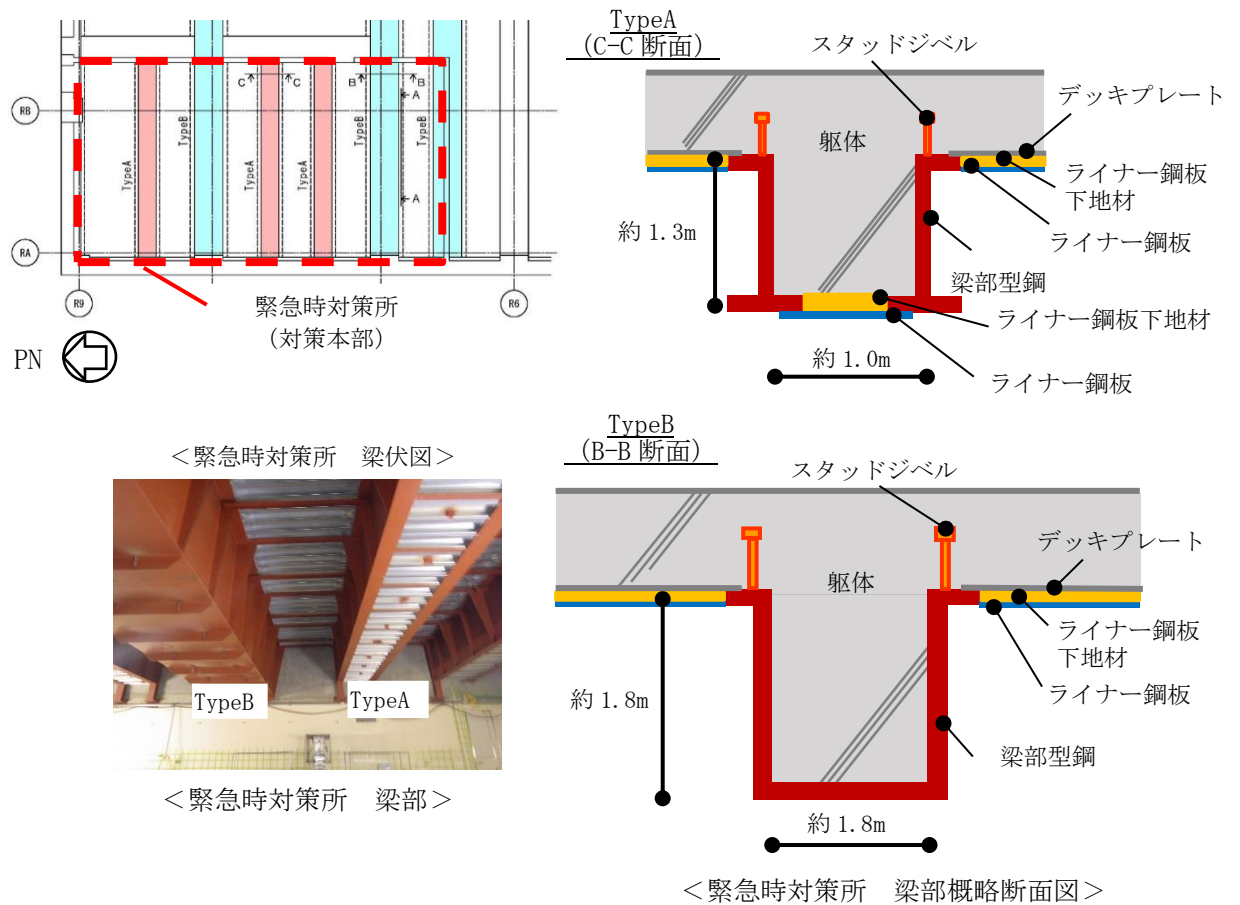 TypeA
TypeB
TypeA
TypeA
TypeB
TypeB
C
C
B
B
A
A
RB
RA
R9
R6
緊急時対策所
(対策本部)
PN
＜緊急時対策所　梁伏図＞
TypeB
TypeA
＜緊急時対策所　梁部＞
TypeA
(C-C 断面)
スタッドジベル
デッキプレート
躯体
ライナー鋼板
下地材
ライナー鋼板
約 1.3m
梁部型鋼
ライナー鋼板下地材
約 1.0m
ライナー鋼板
TypeB
(B-B 断面)
スタッドジベル
デッキプレート
躯体
ライナー鋼板
下地材
ライナー鋼板
約 1.8m
梁部型鋼
約 1.8m
＜緊急時対策所　梁部概略断面図＞